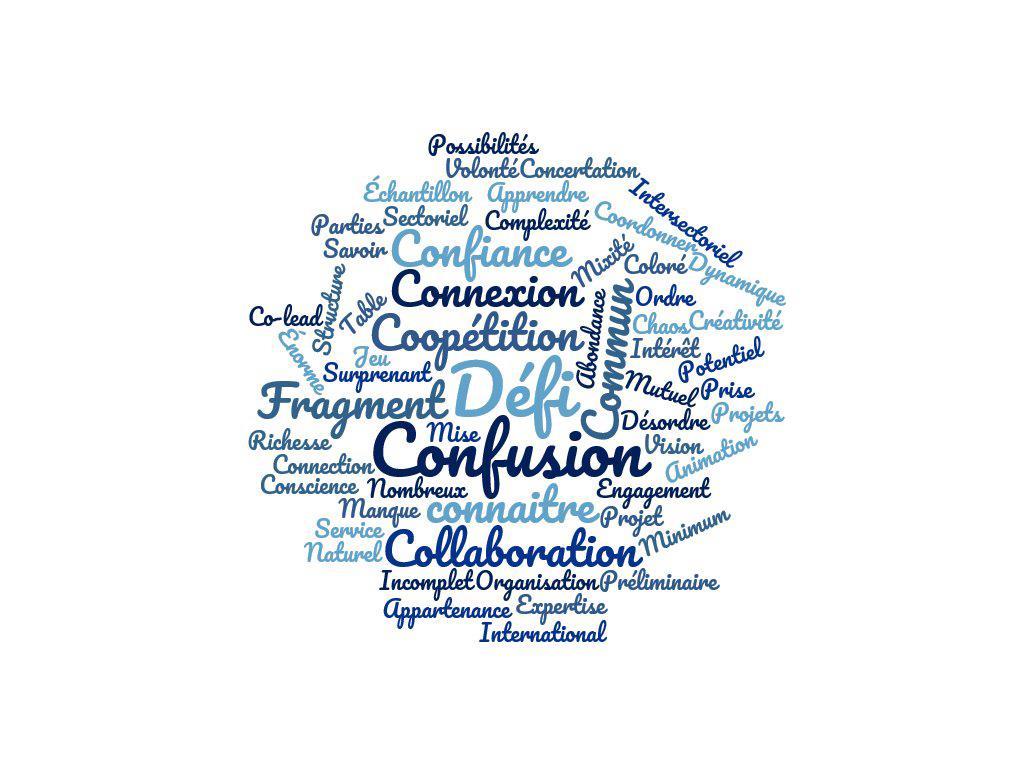 Possibilités
Volonté Concertation
Échantillon Apprendre
Intersectoriel
Parties Sectoriel Complexité
Coordonner
Savoir Confiance
Mixité Coloré
Dynamique
Structure
Table
Connexion
Abondance
Commun
Ordre
Co-lead
Coopétition
Chaos Créativité
Énorme
Jeu
Intérêt
Potentiel
Surprenant
Défi
Mutuel
Prise
Fragment
Désordre
Projets
Richesse
Mise
Confusion
Vision
Animation
Connection
Conscience Nombreux
Engagement
Manque connaitre Projet
Minimum
Service
Naturel Collaboration
Incomplet Organisation Préliminaire
Appartenance Expertise
International